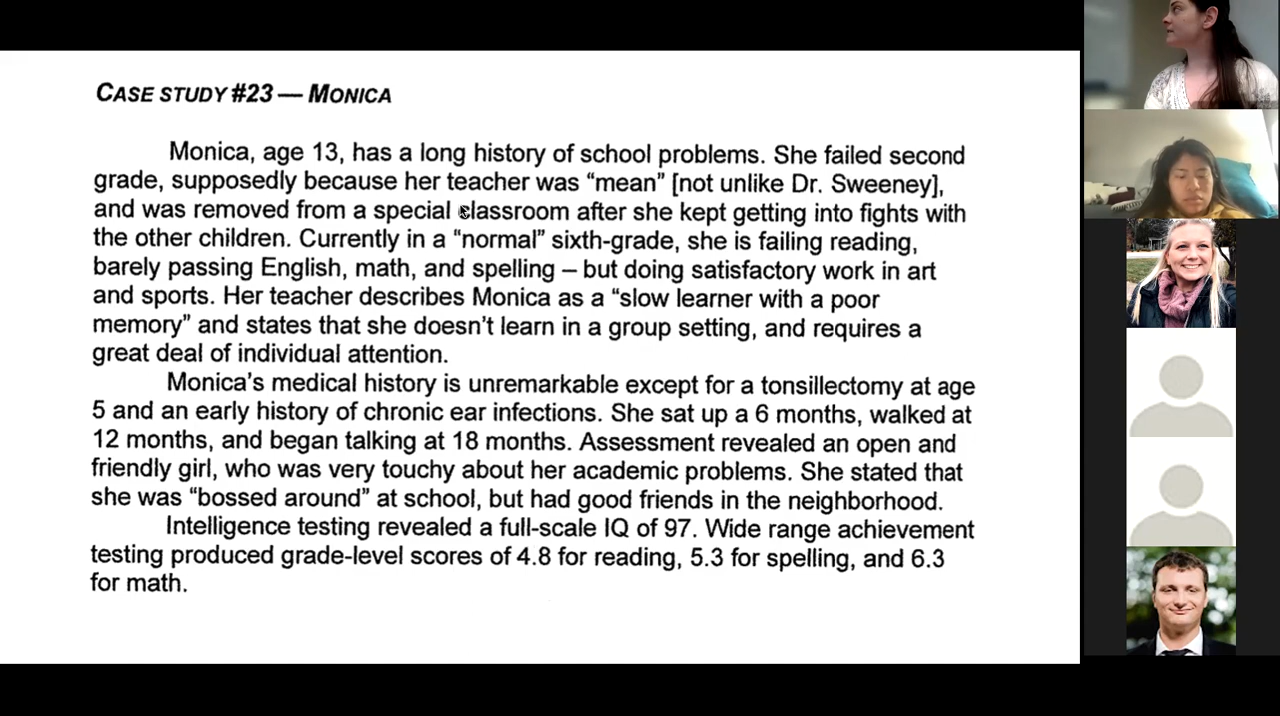 CASE STUDY #23 — MONICA
Monica, age 13, has a long history of school problems. She failed second
grade, supposedly because her teacher was “mean” [not unlike Dr. Sweeney],
and was removed from a special classroom after she kept getting into fights with
the other children. Currently in a “normal” sixth-grade, she is failing reading,
barely passing English, math, and spelling – but doing satisfactory work in art
and sports. Her teacher describes Monica as a “slow learner with a poor
memory” and states that she doesn’t learn in a group setting, and requires a
great deal of individual attention.
Monica’s medical history is unremarkable except for a tonsillectomy at age
5 and an early history of chronic ear infections. She sat up a 6 months, walked at
12 months, and began talking at 18 months. Assessment revealed an open and
friendly girl, who was very touchy about her academic problems. She stated that
she was “bossed around” at school, but had good friends in the neighborhood.
Intelligence testing revealed a full-scale IQ of 97. Wide range achievement
testing produced grade-level scores of 4.8 for reading, 5.3 for spelling, and 6.3
for math.